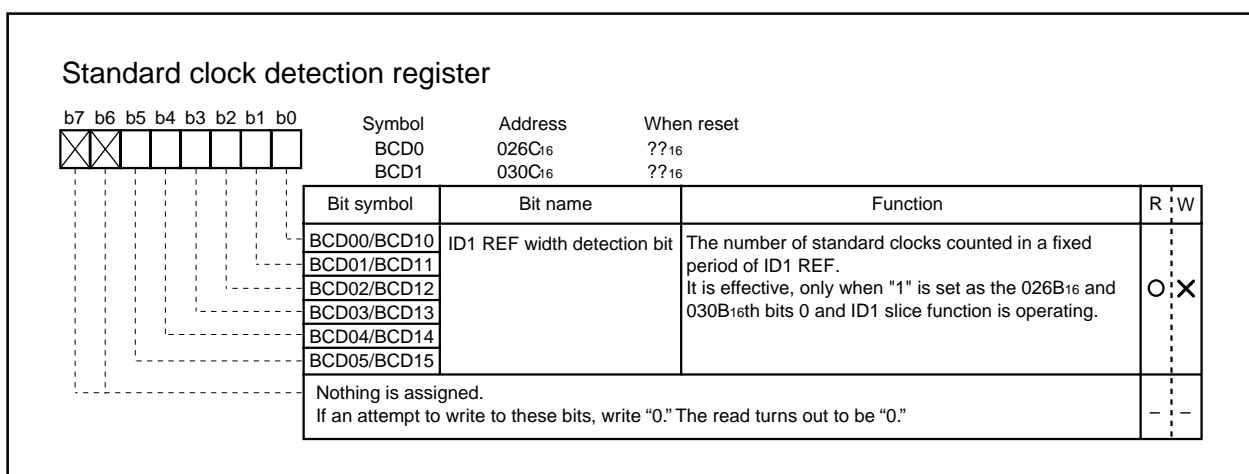 Standard clock detection register
b7 b6 b5 b4 b3 b2 b1 b0
Symbol Address When reset
BCD0 026C16 ??16
BCD1 030C16 ??16
Bit symbol Bit name Function R W
BCD00/BCD10 ID1 REF width detection bit The number of standard clocks counted in a fixed
BCD01/BCD11 period of ID1 REF.
BCD02/BCD12 It is effective, only when "1" is set as the 026B16 and
BCD03/BCD13 030B16th bits 0 and ID1 slice function is operating.
BCD04/BCD14
BCD05/BCD15
Nothing is assigned.
If an attempt to write to these bits, write “0.” The read turns out to be “0.” – –